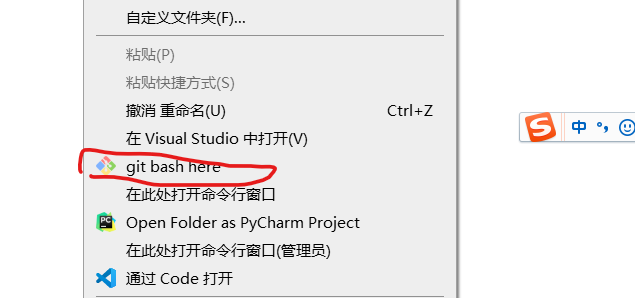 自定义文件夹(F)...
粘贴(P)
粘贴快捷方式(S)
撤消 重命名(U) Ctrl+Z
在 Visual Studio 中打开(V)
git bash here
在此处打开命令行窗口
PC Open Folder as PyCharm Project
在此处打开命令行窗口(管理员)
通过 Code 打开
S 中 °,